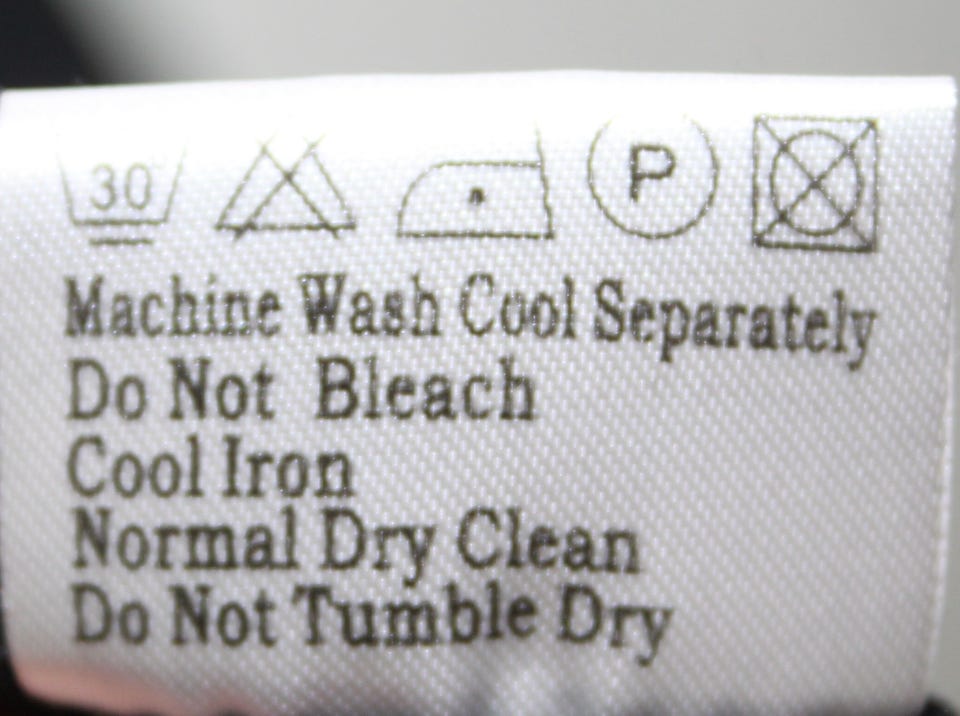 30 P
Machine Wash Cool Separately
Do Not Bleach
Cool Iron
Normal Dry Clean
Do Not Tumble Dry